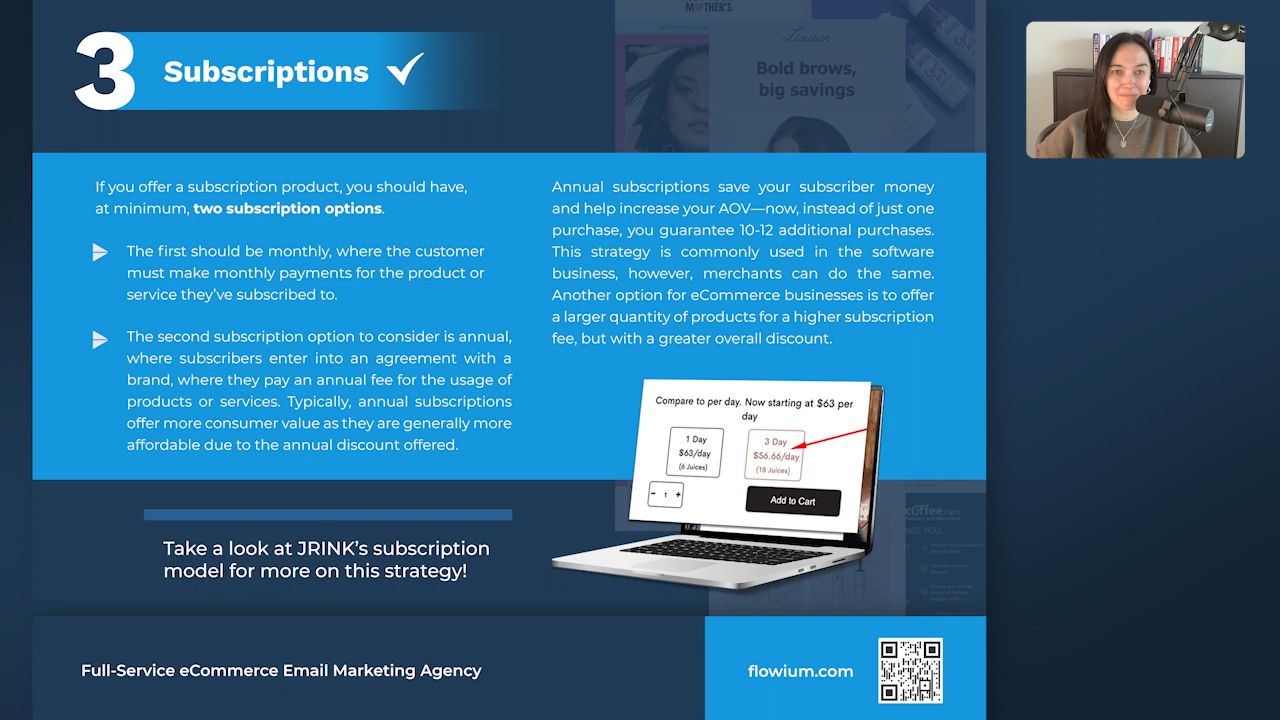 MOTHER'S.
Liaison
Bold brows,
big savings
3
Subscriptions
If you offer a subscription product, you should have,
at minimum, two subscription options.
The first should be monthly, where the customer
must make monthly payments for the product or
service they've subscribed to.
The second subscription option to consider is annual,
where subscribers enter into an agreement with a
brand, where they pay an annual fee for the usage of
products or services. Typically, annual subscriptions
offer more consumer value as they are generally more
affordable due to the annual discount offered.
Annual subscriptions save your subscriber money
and help increase your AOV—now, instead of just one
purchase, you guarantee 10-12 additional purchases.
This strategy is commonly used in the software
business, however, merchants can do the same.
Another option for eCommerce businesses is to offer
a larger quantity of products for a higher subscription
fee, but with a greater overall discount.
Compare to per day. Now starting at $63 per
day
1 Day
$63/day
(6 Juices)
3 Day
$56.66/day
(18 Juices)
- 1 +
Add to Cart
Take a look at JRINK's subscription
model for more on this strategy!
coffee.com
NGS YOU:
Full-Service eCommerce Email Marketing Agency
flowium.com